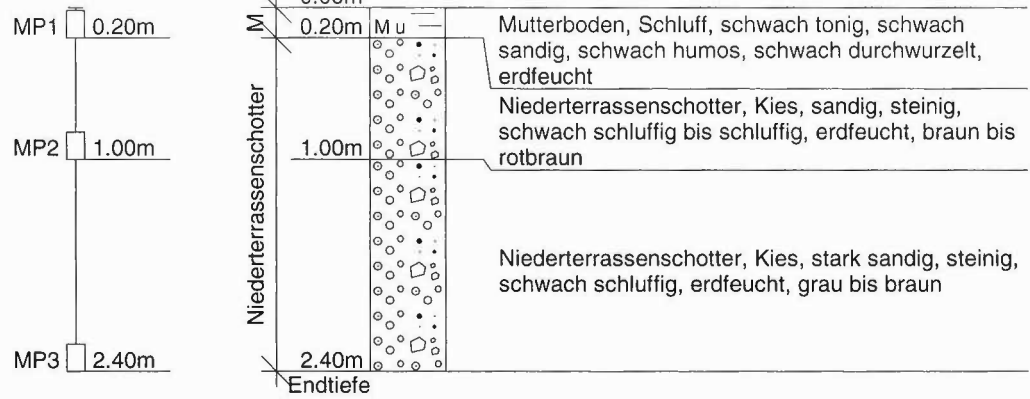 0.00m
MP1 0.20m M 0.20m Mu
Mutterboden, Schluff, schwach tonig, schwach
sandig, schwach humos, schwach durchwurzelt,
erdfeucht
Niederterrassenschotter
MP2 1.00m 1.00m
Niederterrassenschotter, Kies, sandig, steinig,
schwach schluffig bis schluffig, erdfeucht, braun bis
rotbraun
Niederterrassenschotter, Kies, stark sandig, steinig,
schwach schluffig, erdfeucht, grau bis braun
MP3 2.40m 2.40m
Endtiefe